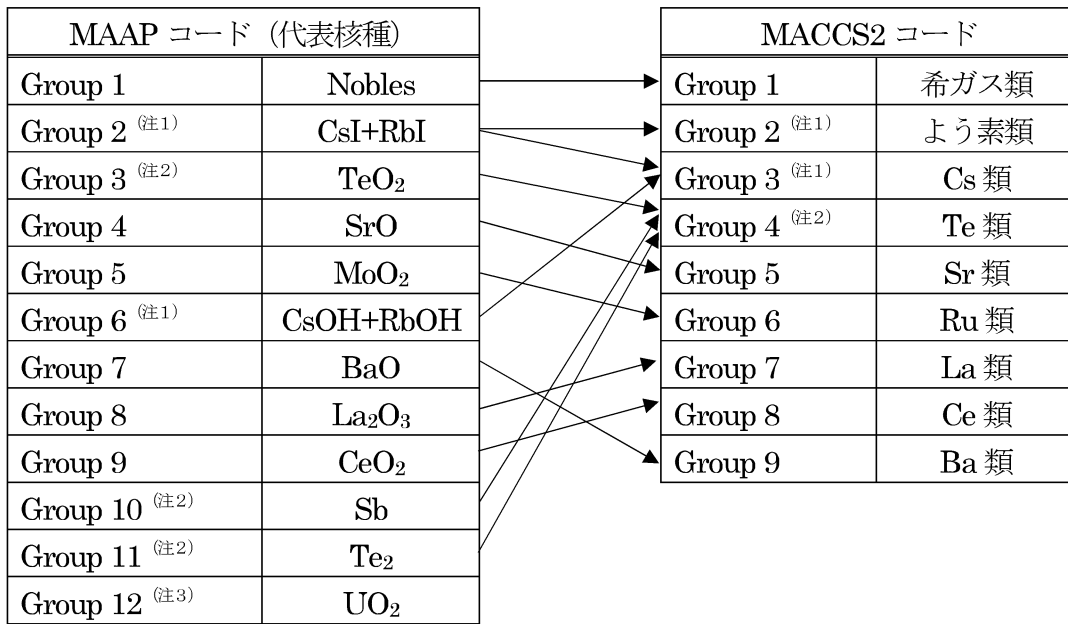 MAAP コード（代表核種）
Group 1 Nobles
Group 2 (注1) CsI+RbI
Group 3 (注2) TeO₂
Group 4 SrO
Group 5 MoO₂
Group 6 (注1) CsOH+RbOH
Group 7 BaO
Group 8 La₂O₃
Group 9 CeO₂
Group 10 (注2) Sb
Group 11 (注2) Te₂
Group 12 (注3) UO₂
MACCS2 コード
Group 1 希ガス類
Group 2 (注1) よう素類
Group 3 (注1) Cs 類
Group 4 (注2) Te 類
Group 5 Sr 類
Group 6 Ru 類
Group 7 La 類
Group 8 Ce 類
Group 9 Ba 類